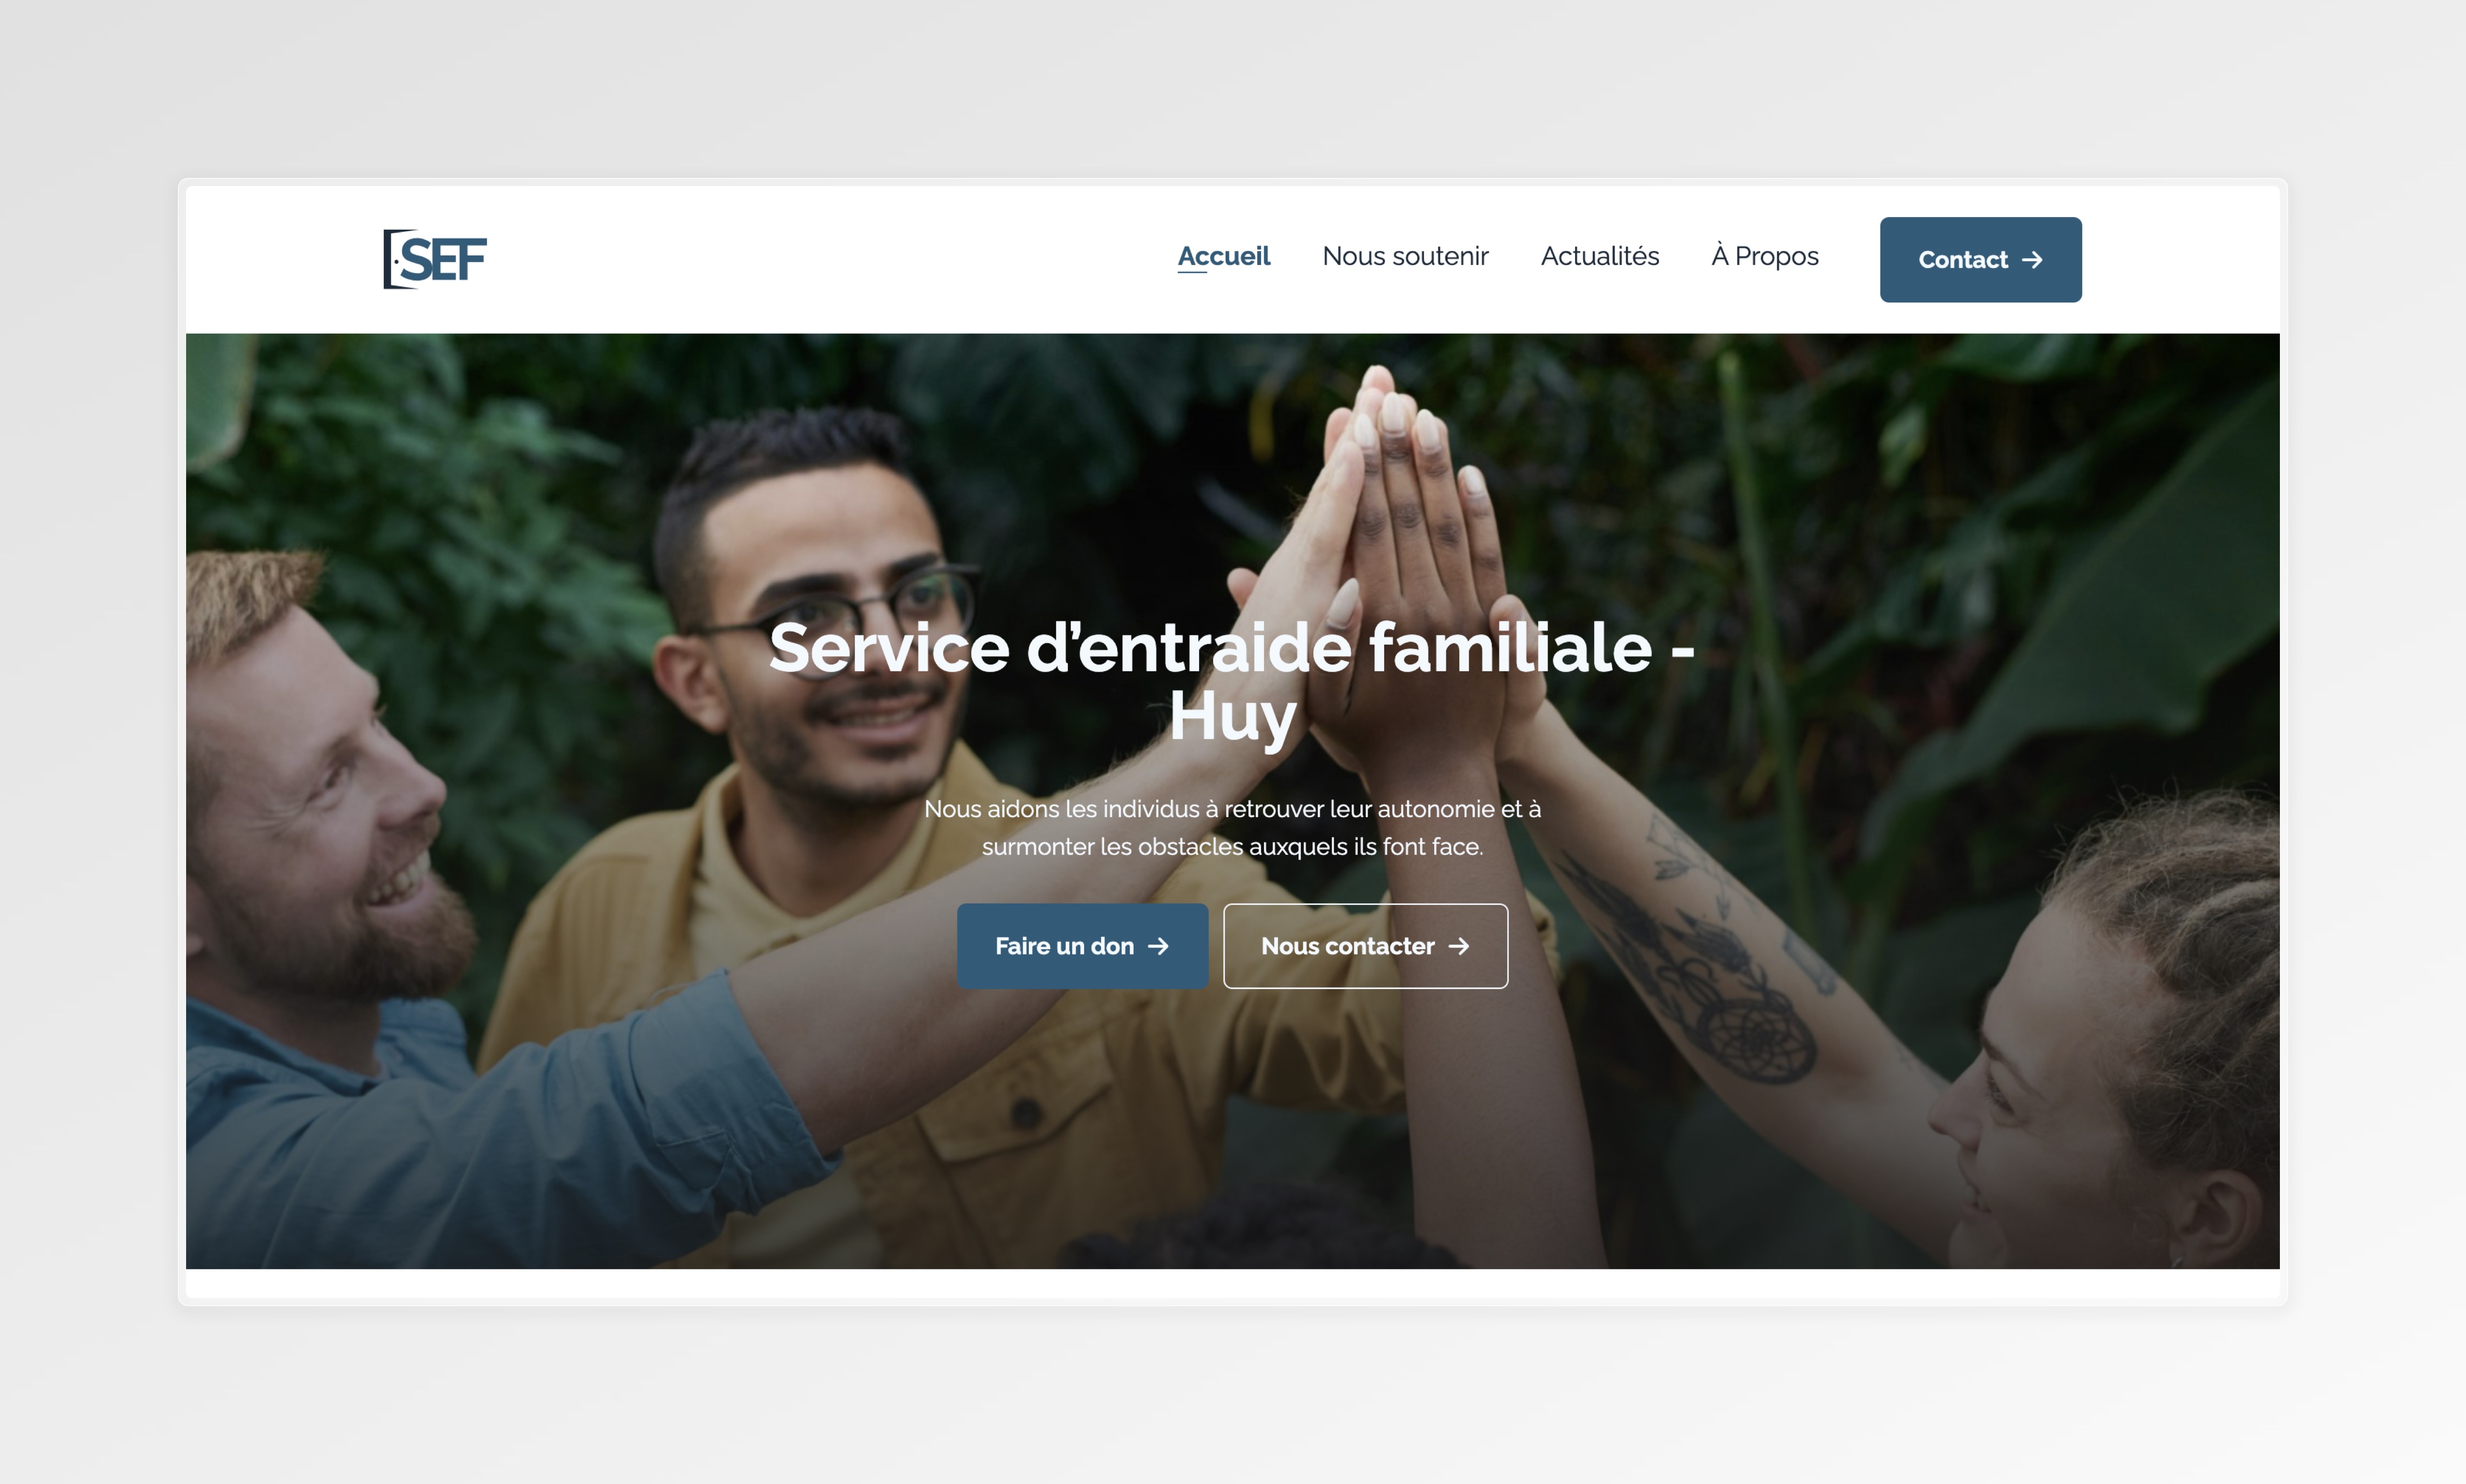 SEF
Accueil
Nous soutenir
Actualités
À Propos
Contact →
Service d’entraide familiale -
Huy
Nous aidons les individus à retrouver leur autonomie et à
surmonter les obstacles auxquels ils font face.
Faire un don →
Nous contacter →